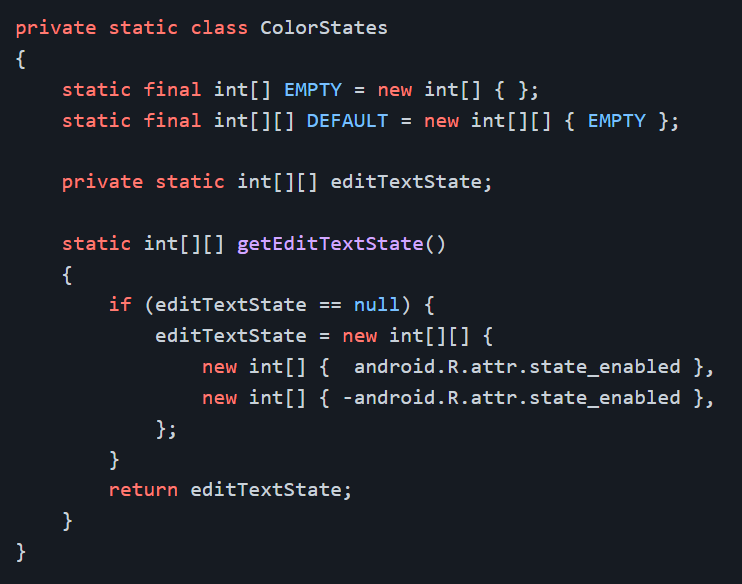 private static class ColorStates
{
    static final int[] EMPTY = new int[] { };
    static final int[][] DEFAULT = new int[][] { EMPTY };

    private static int[][] editTextState;

    static int[][] getEditTextState()
    {
        if (editTextState == null) {
            editTextState = new int[][] {
                new int[] {  android.R.attr.state_enabled },
                new int[] { -android.R.attr.state_enabled },
            };
        }
        return editTextState;
    }
}